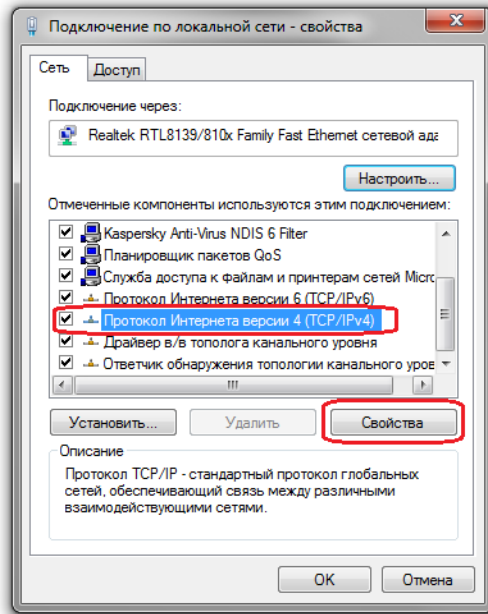 Подключение по локальной сети - свойства
Сеть
Доступ
Подключение через:
Realtek RTL8139/810x Family Fast Ethernet сетевой ада
Настроить...
Отмеченные компоненты используются этим подключением:
Kaspersky Anti-Virus NDIS 6 Filter
Планировщик пакетов QoS
Служба доступа к файлам и принтерам сетей Micro
Протокол Интернета версии 6 (TCP/IPv6)
Протокол Интернета версии 4 (TCP/IPv4)
Драйвер в/в тополога канального уровня
Ответчик обнаружения топологии канального уров
Установить...
Удалить
Свойства
Описание
Протокол TCP/IP - стандартный протокол глобальных
сетей, обеспечивающий связь между различными
взаимодействующими сетями.
OK
Отмена